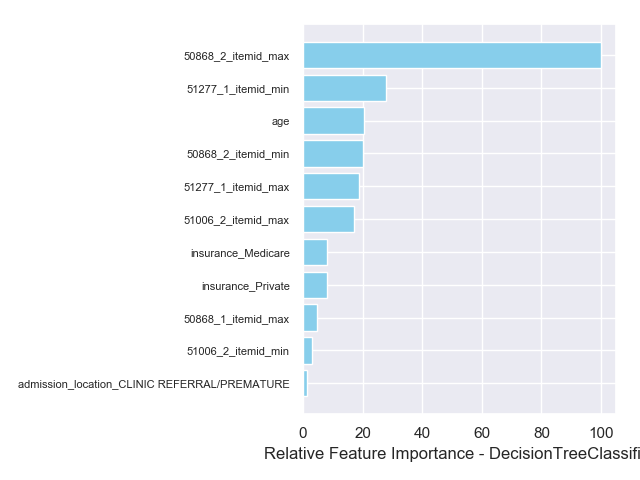 50868_2_itemid_max
51277_1_itemid_min
age
50868_2_itemid_min
51277_1_itemid_max
51006_2_itemid_max
insurance_Medicare
insurance_Private
50868_1_itemid_max
51006_2_itemid_min
admission_location_CLINIC REFERRAL/PREMATURE
0 20 40 60 80 100
Relative Feature Importance - DecisionTreeClassifi